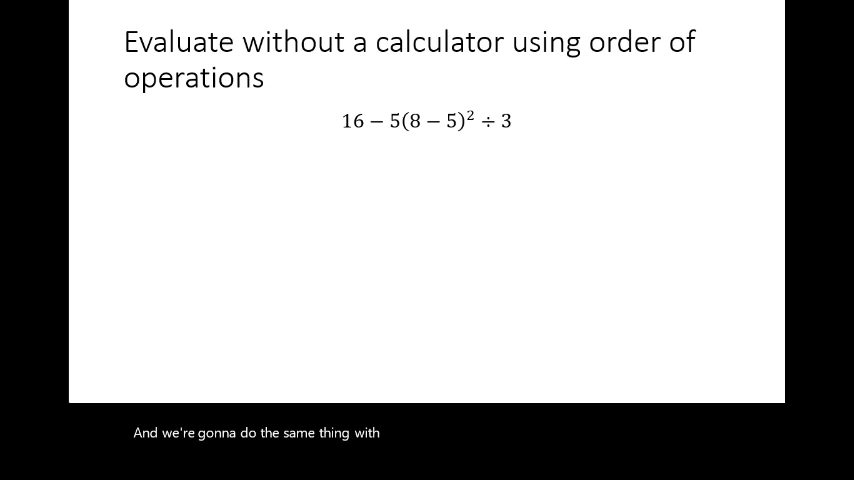 Evaluate without a calculator using order of
operations
16 − 5(8 − 5)² ÷ 3
And we're gonna do the same thing with